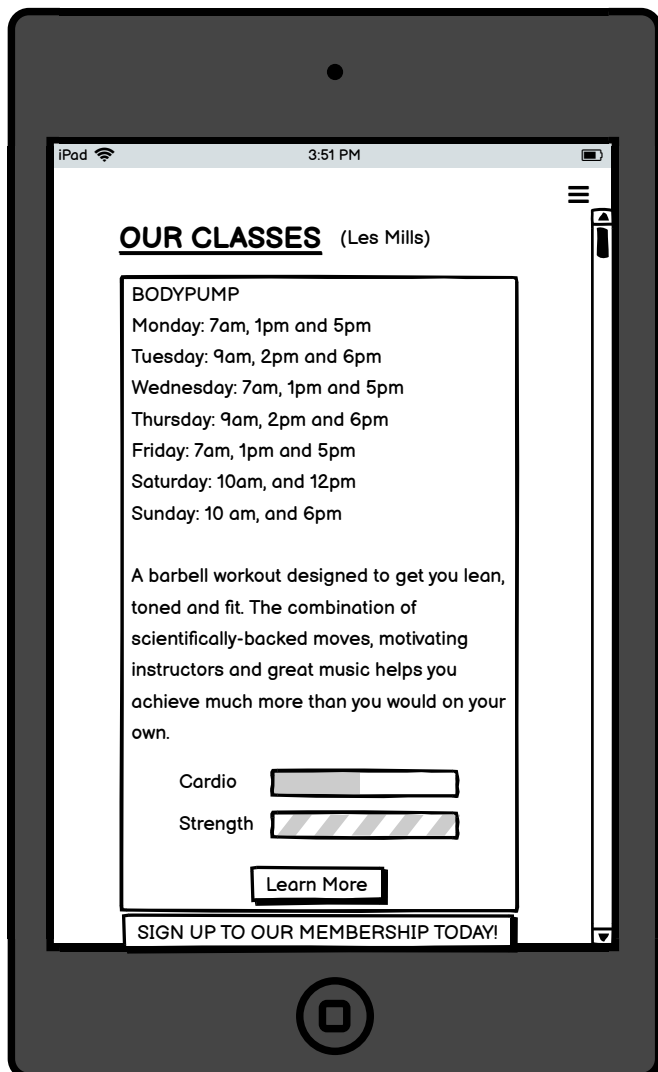 iPad 3:51 PM
OUR CLASSES (Les Mills)
BODYPUMP
Monday: 7am, 1pm and 5pm
Tuesday: 9am, 2pm and 6pm
Wednesday: 7am, 1pm and 5pm
Thursday: 9am, 2pm and 6pm
Friday: 7am, 1pm and 5pm
Saturday: 10am, and 12pm
Sunday: 10 am, and 6pm
A barbell workout designed to get you lean,
toned and fit. The combination of
scientifically-backed moves, motivating
instructors and great music helps you
achieve much more than you would on your
own.
Cardio
Strength
Learn More
SIGN UP TO OUR MEMBERSHIP TODAY!